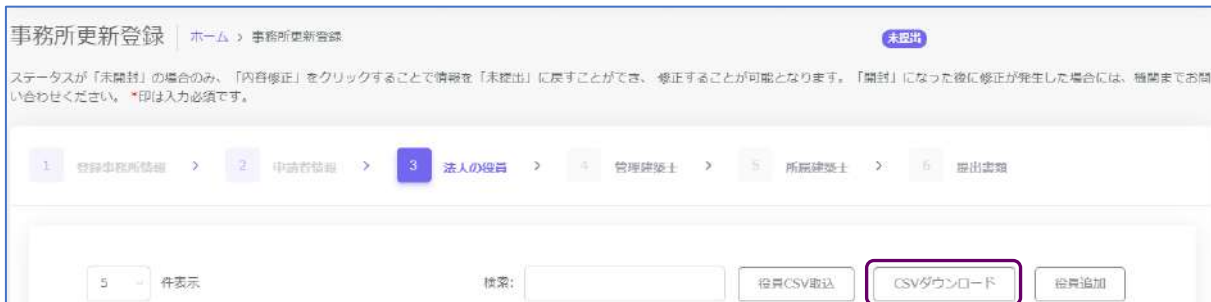 事務所更新登録 ホーム > 事務所更新登録 未提出
ステータスが「未開封」の場合のみ、「内容修正」をクリックすることで情報を「未提出」に戻すことができ、 修正することが可能となります。「開封」になった後に修正が発生した場合には、機関までお問
い合わせください。 *印は入力必須です。
1 登録事務所情報 > 2 申請者情報 > 3 法人の役員 > 4 管理建築士 > 5 所属建築士 > 6 提出書類
5 件表示 検索: 役員CSV取込 CSVダウンロード 役員追加